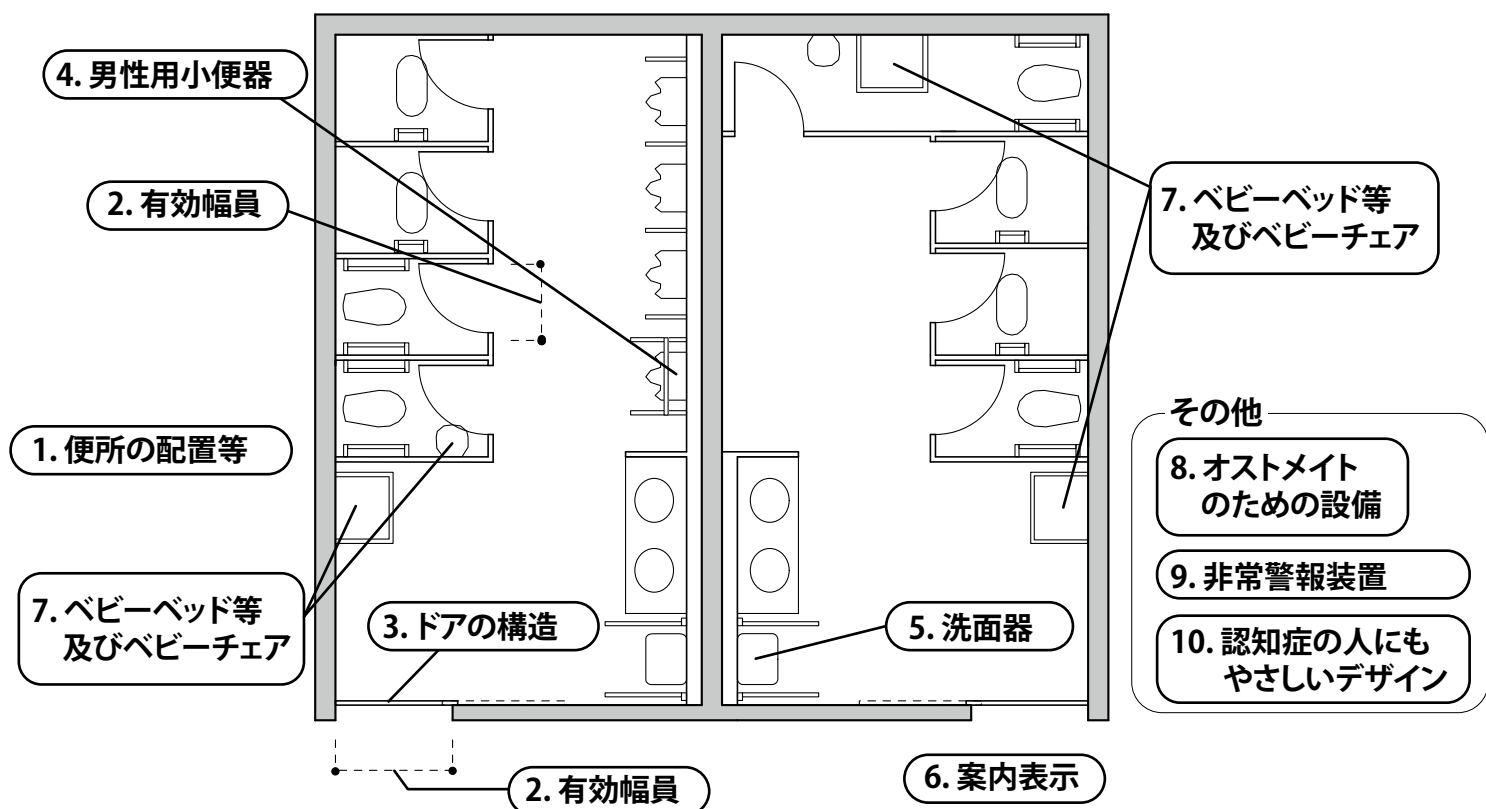 4. 男性用小便器
2. 有効幅員
7. ベビーベッド等
及びベビーチェア
1. 便所の配置等
その他
8. オストメイト
のための設備
9. 非常警報装置
7. ベビーベッド等
及びベビーチェア
3. ドアの構造
5. 洗面器
10. 認知症の人にも
やさしいデザイン
2. 有効幅員
6. 案内表示